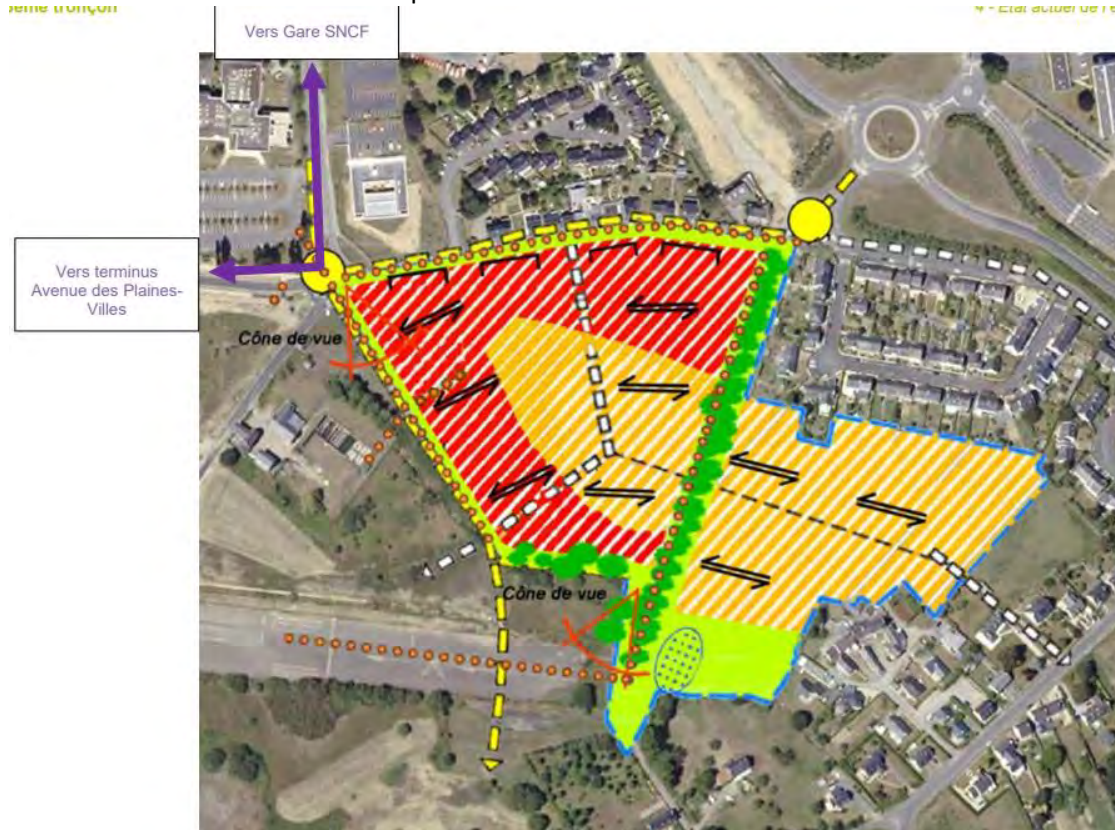 Vers Gare SNCF
Vers terminus
Avenue des Plaines-
Villes
Cône de vue
Cône de vue